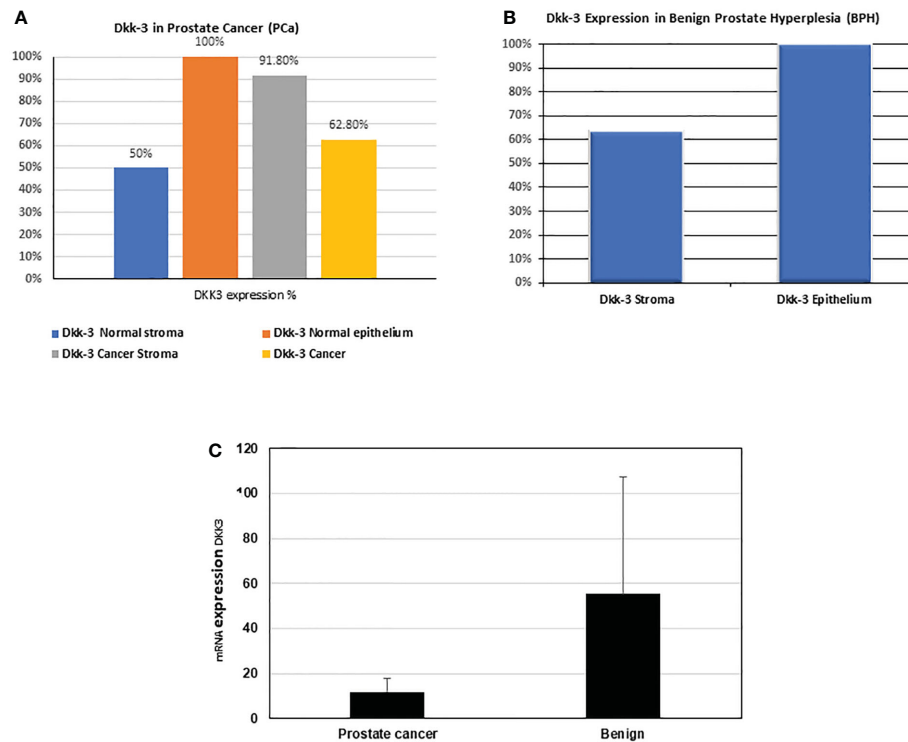 A
Dkk-3 in Prostate Cancer (PCa)
100%
90%
80%
70%
60%
50%
40%
30%
20%
10%
0%
50%
100%
91.80%
62.80%
DKK3 expression %
Dkk-3 Normal stroma
Dkk-3 Normal epithelium
Dkk-3 Cancer Stroma
Dkk-3 Cancer
B
Dkk-3 Expression in Benign Prostate Hyperplesia (BPH)
100%
90%
80%
70%
60%
50%
40%
30%
20%
10%
0%
Dkk-3 Stroma
Dkk-3 Epithelium
C
mRNA expression DKK3
120
100
80
60
40
20
0
Prostate cancer
Benign